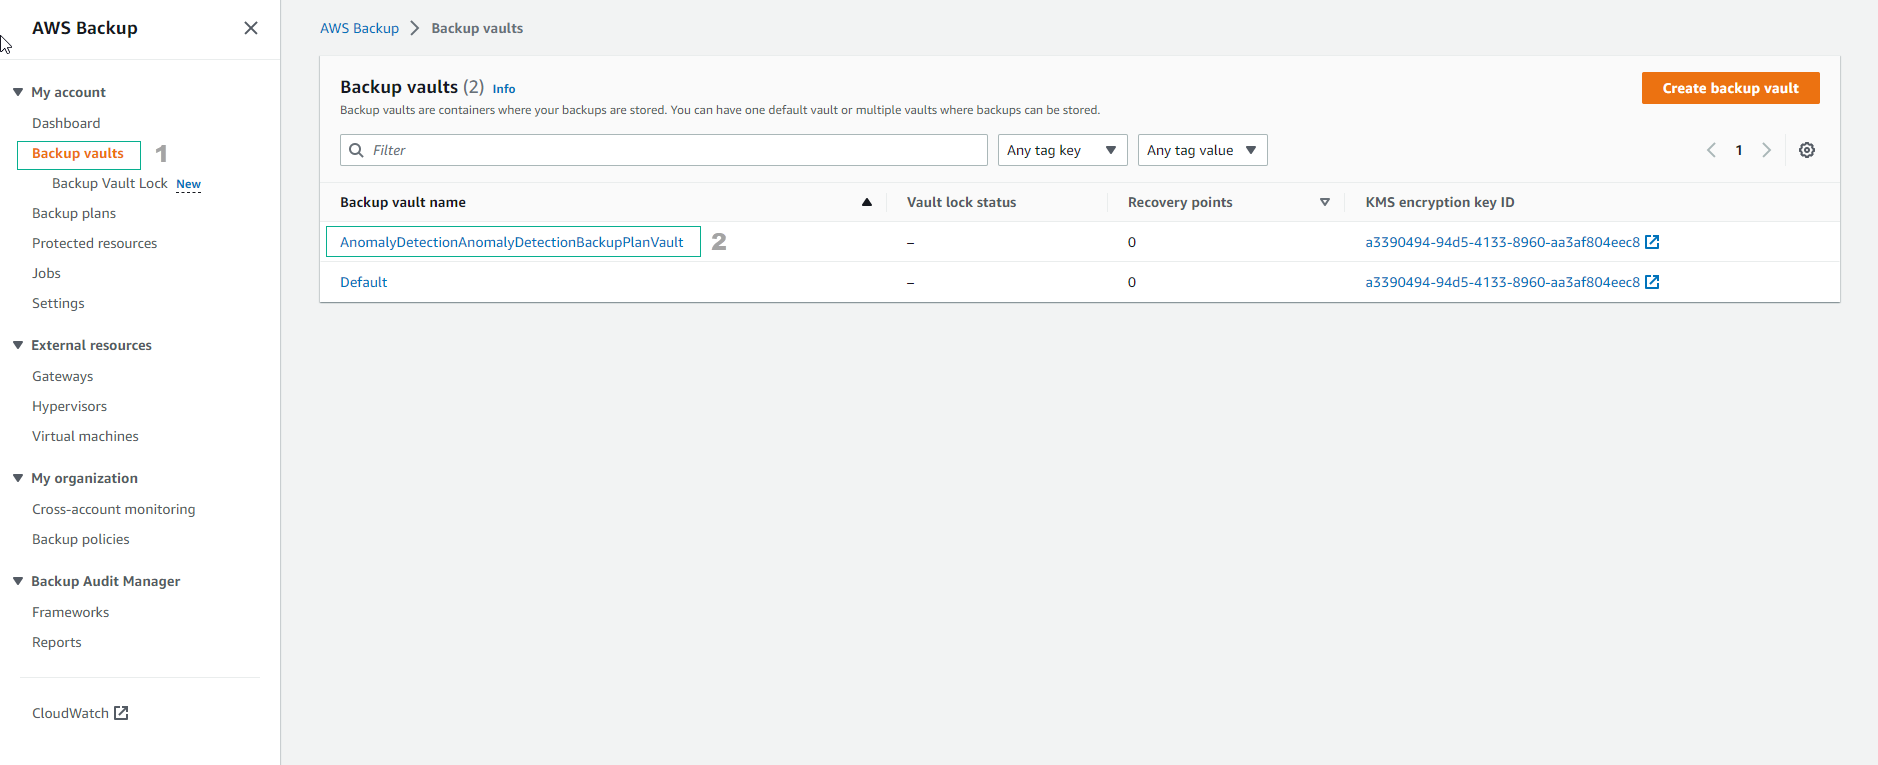 AWS Backup
My account
Dashboard
Backup vaults 1
Backup Vault Lock New
Backup plans
Protected resources
Jobs
Settings
External resources
Gateways
Hypervisors
Virtual machines
My organization
Cross-account monitoring
Backup policies
Backup Audit Manager
Frameworks
Reports
CloudWatch
AWS Backup > Backup vaults
Backup vaults (2) Info
Create backup vault
Backup vaults are containers where your backups are stored. You can have one default vault or multiple vaults where backups can be stored.
Filter Any tag key Any tag value 1
Backup vault name Vault lock status Recovery points KMS encryption key ID
AnomalyDetectionAnomalyDetectionBackupPlanVault 2 – 0 a3390494-94d5-4133-8960-aa3af804eec8
Default – 0 a3390494-94d5-4133-8960-aa3af804eec8